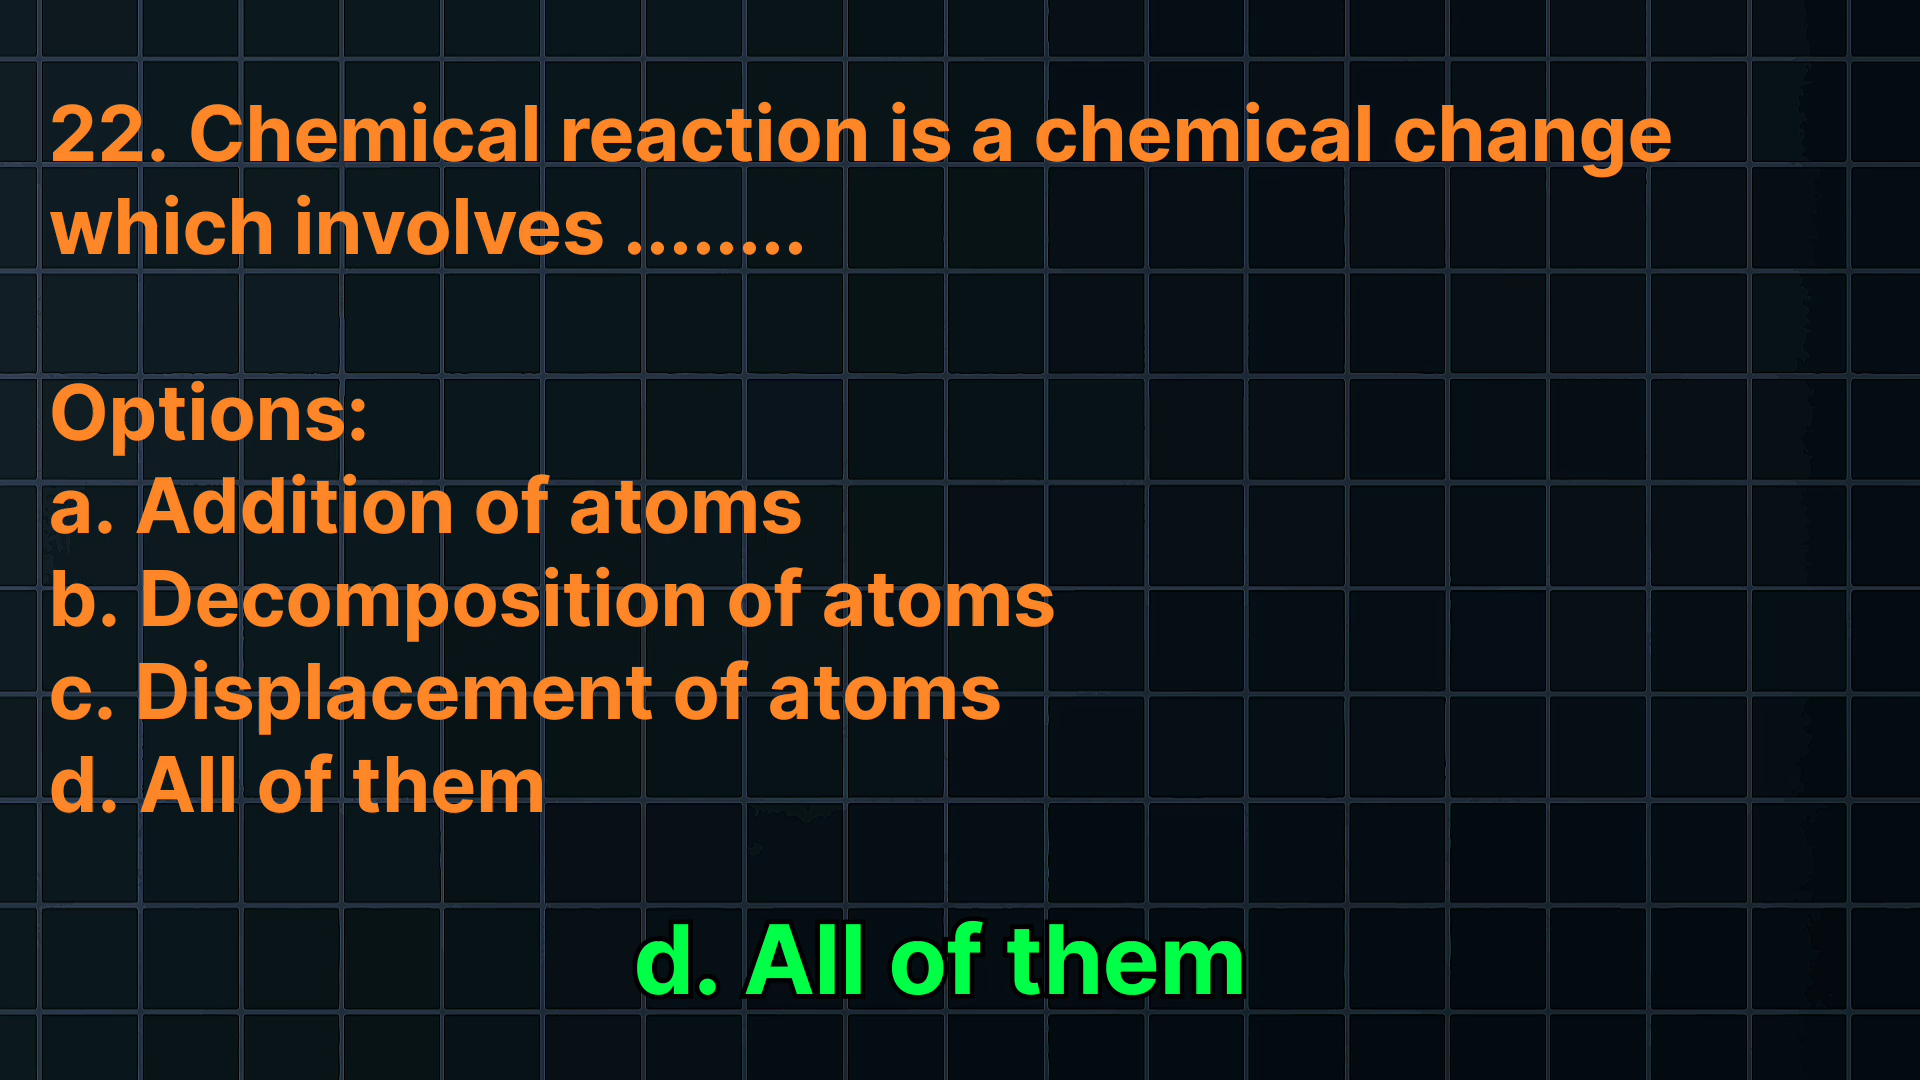 22. Chemical reaction is a chemical change
which involves ........
Options:
a. Addition of atoms
b. Decomposition of atoms
c. Displacement of atoms
d. All of them
d. All of them